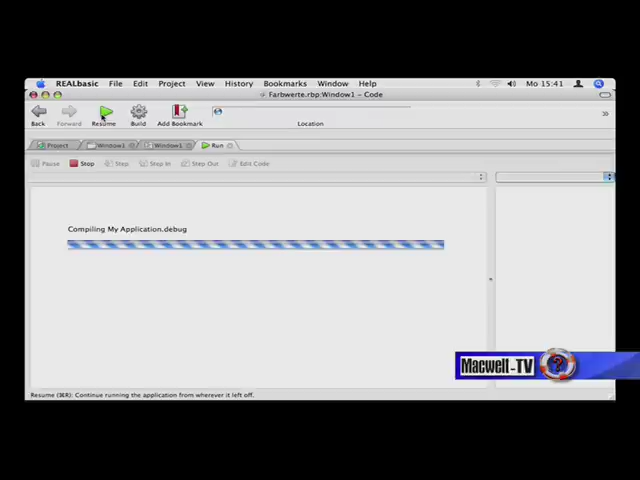 REALbasic File Edit Project View History Bookmarks Window Help Mo 15:41
Farbwerte.rbp:Window1 - Code
Back Forward Resume Build Add Bookmark Location
Project Window1 Window1 Run
Pause Stop Step Step In Step Out Edit Code
Compiling My Application.debug
Macwell-TV
?
Resume (⌘R): Continue running the application from wherever it left off.